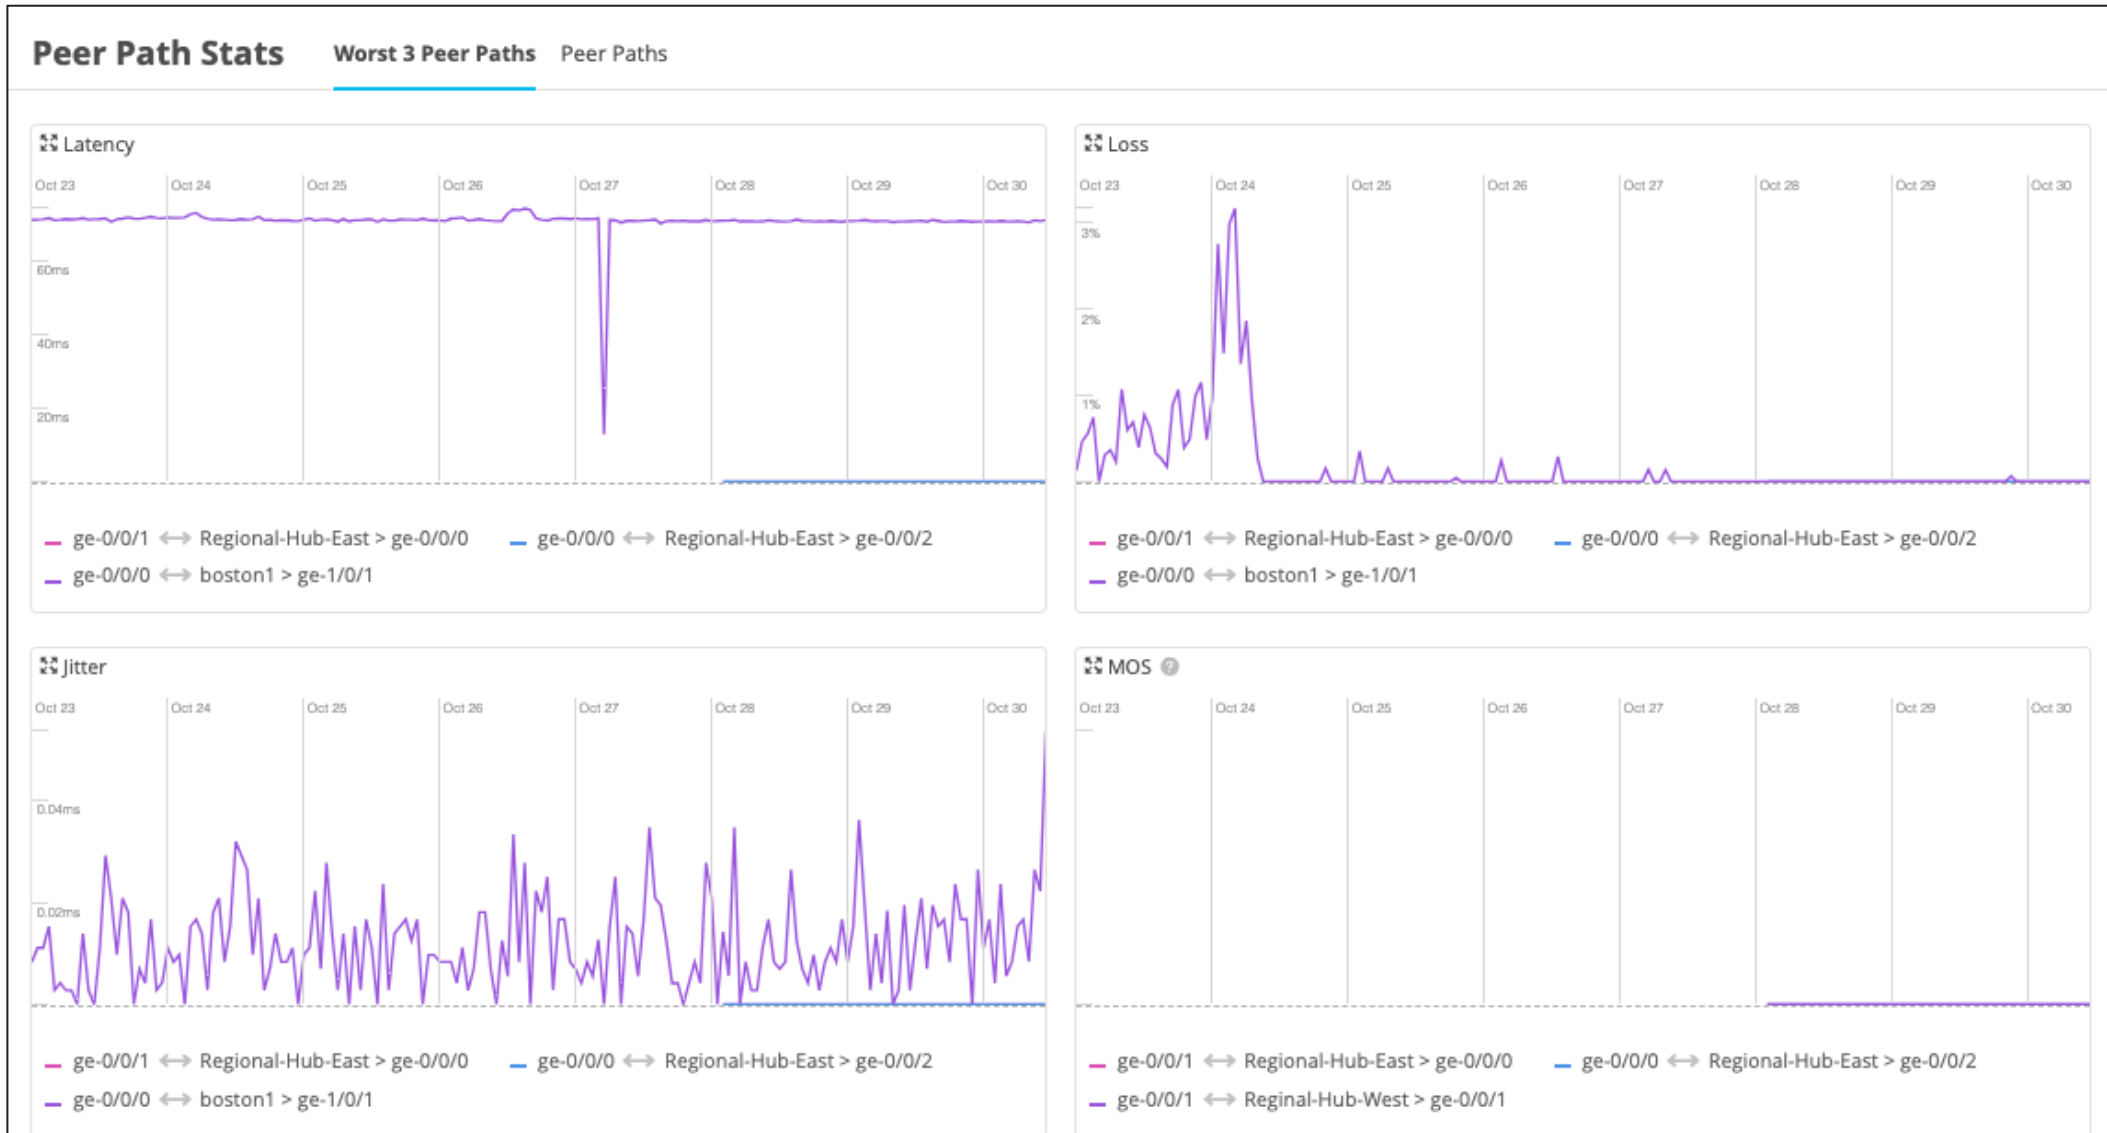 Peer Path Stats Worst 3 Peer Paths Peer Paths
Latency
Oct 23 Oct 24 Oct 25 Oct 26 Oct 27 Oct 28 Oct 29 Oct 30
60ms
40ms
20ms
ge-0/0/1 ↔ Regional-Hub-East > ge-0/0/0 ge-0/0/0 ↔ Regional-Hub-East > ge-0/0/2
ge-0/0/0 ↔ boston1 > ge-1/0/1
Loss
Oct 23 Oct 24 Oct 25 Oct 26 Oct 27 Oct 28 Oct 29 Oct 30
3%
2%
1%
ge-0/0/1 ↔ Regional-Hub-East > ge-0/0/0 ge-0/0/0 ↔ Regional-Hub-East > ge-0/0/2
ge-0/0/0 ↔ boston1 > ge-1/0/1
Jitter
Oct 23 Oct 24 Oct 25 Oct 26 Oct 27 Oct 28 Oct 29 Oct 30
0.04ms
0.02ms
ge-0/0/1 ↔ Regional-Hub-East > ge-0/0/0 ge-0/0/0 ↔ Regional-Hub-East > ge-0/0/2
ge-0/0/0 ↔ boston1 > ge-1/0/1
MOS ?
Oct 23 Oct 24 Oct 25 Oct 26 Oct 27 Oct 28 Oct 29 Oct 30
ge-0/0/1 ↔ Regional-Hub-East > ge-0/0/0 ge-0/0/0 ↔ Regional-Hub-East > ge-0/0/2
ge-0/0/1 ↔ Reginal-Hub-West > ge-0/0/1